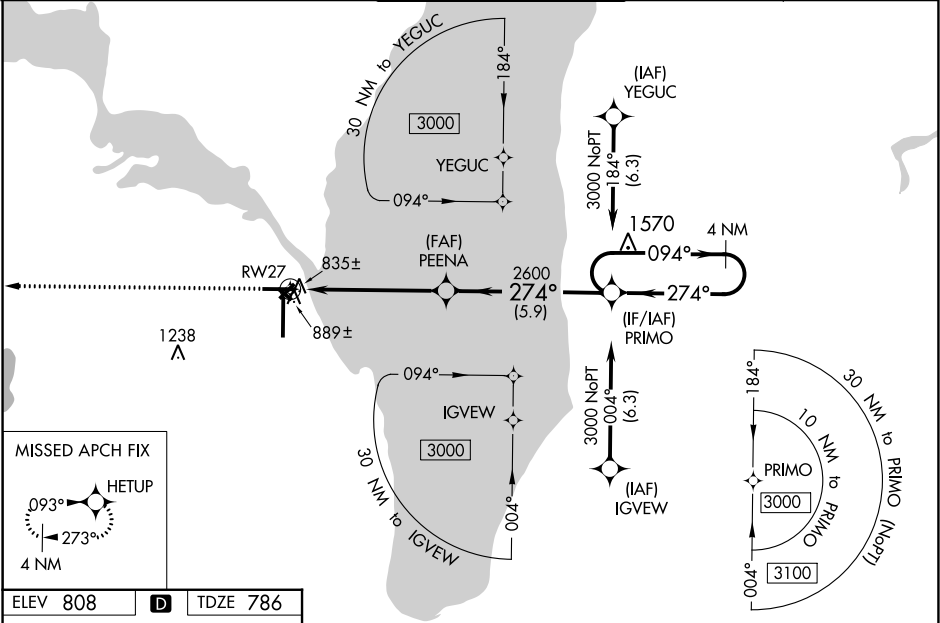 30 NM to YEGUC
184°
3000
YEGUC
094°
(IAF)
YEGUC
3000 NoPT
184°
(6.3)
1570
4 NM
094°
(FAF)
PEENA
2600
274°
(5.9)
274°
(IF/IAF)
PRIMO
RW27
835±
889±
1238
094°
IGVEW
3000
30 NM to IGVEW
004°
3000 NoPT
004°
(6.3)
(IAF)
IGVEW
184°
30 NM to PRIMO (NoPT)
10 NM to PRIMO
PRIMO
3000
3100
004°
MISSED APCH FIX
HETUP
093°
273°
4 NM
ELEV 808
D
TDZE 786